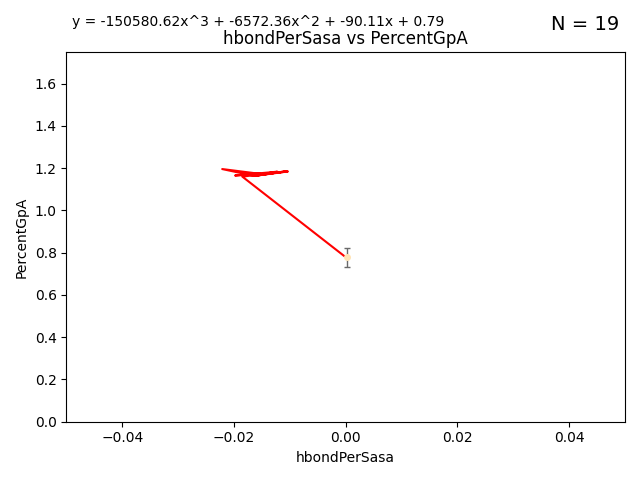 y = -150580.62x^3 + -6572.36x^2 + -90.11x + 0.79
N = 19
hbondPerSasa vs PercentGpA
1.6
1.4
1.2
1.0
0.8
0.6
0.4
0.2
0.0
PercentGpA
−0.04 −0.02 0.00 0.02 0.04
hbondPerSasa